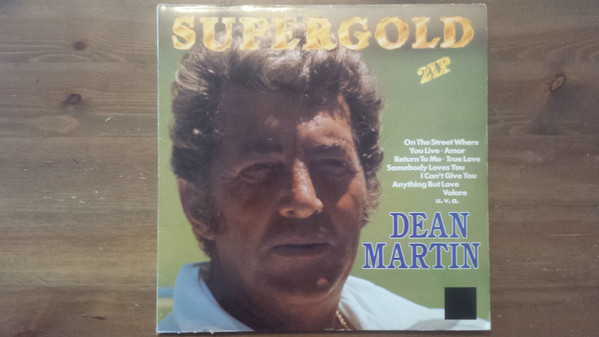 SUPERGOLD
2LP
On The Street Where
You Live · Amor
Return To Me · True Love
Somebody Loves You
I Can't Give You
Anything But Love
Volare
u. v. a.
DEAN
MARTIN